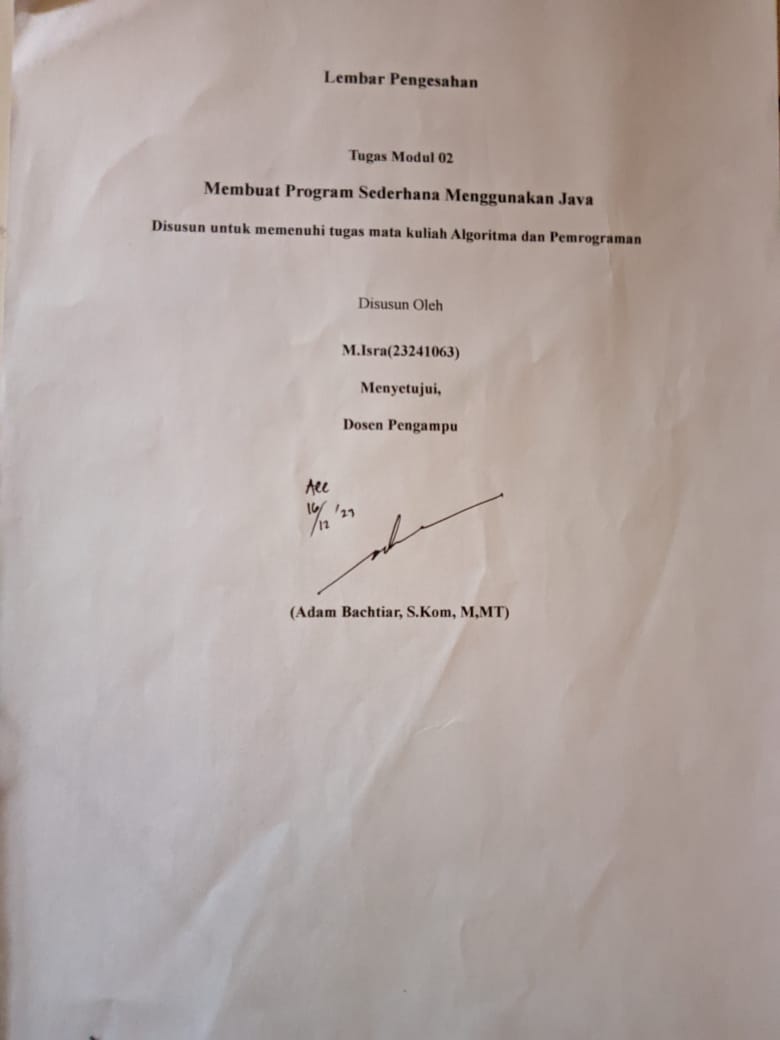 Lembar Pengesahan
Tugas Modul 02
Membuat Program Sederhana Menggunakan Java
Disusun untuk memenuhi tugas mata kuliah Algoritma dan Pemrograman
Disusun Oleh
M.Isra(23241063)
Menyetujui,
Dosen Pengampu
Acc
16/12 '23
(Adam Bachtiar, S.Kom, M,MT)